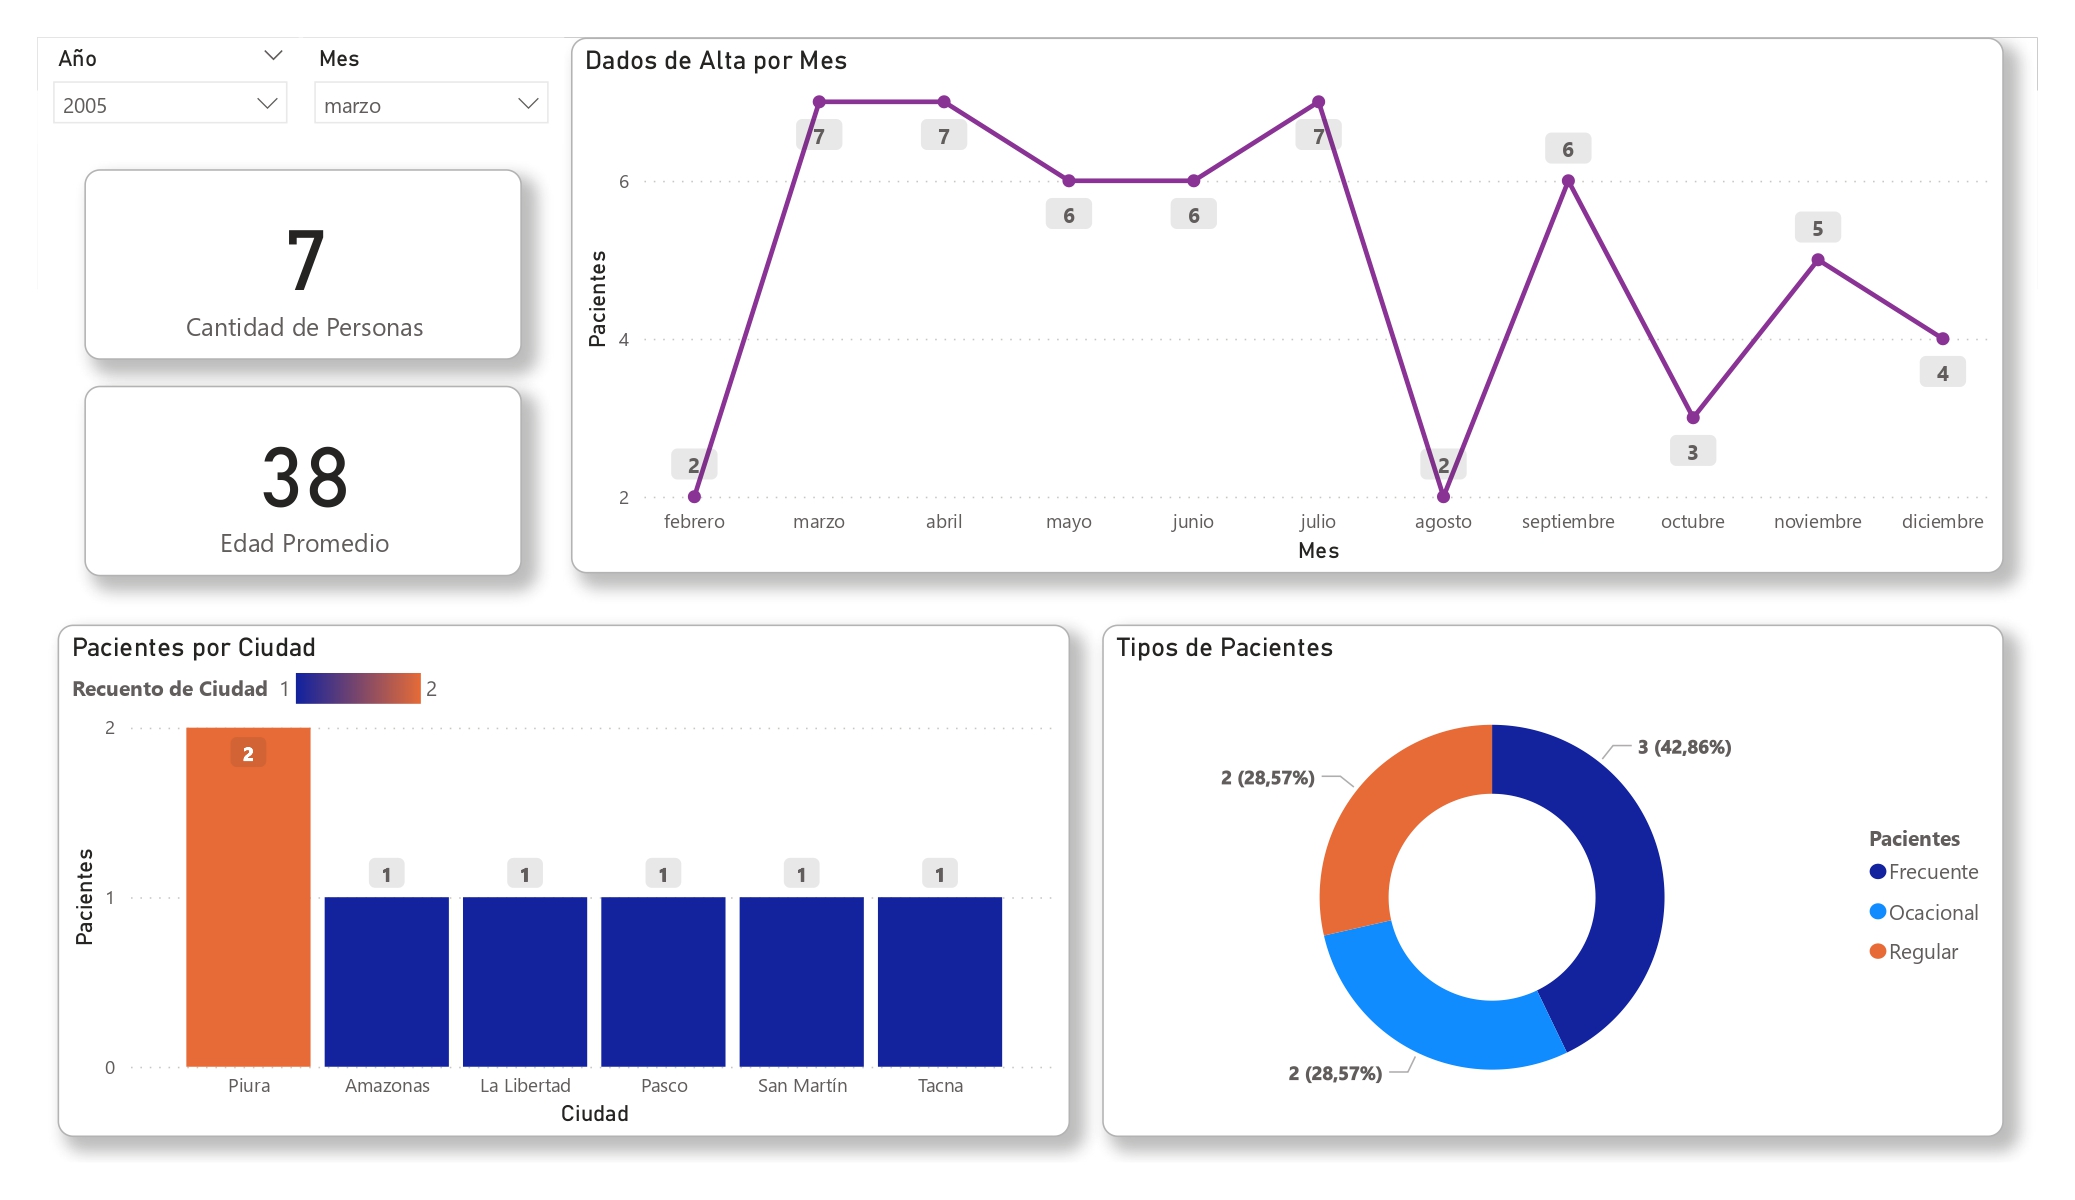 Año
2005
Mes
marzo
7
Cantidad de Personas
38
Edad Promedio
Dados de Alta por Mes
Pacientes
6
4
2
2
7
7
6
6
7
2
6
3
5
4
febrero marzo abril mayo junio julio agosto septiembre octubre noviembre diciembre
Mes
Pacientes por Ciudad
Recuento de Ciudad 1 2
Pacientes
2
1
0
2
1
1
1
1
1
Piura Amazonas La Libertad Pasco San Martín Tacna
Ciudad
Tipos de Pacientes
3 (42,86%)
2 (28,57%)
2 (28,57%)
Pacientes
Frecuente
Ocacional
Regular